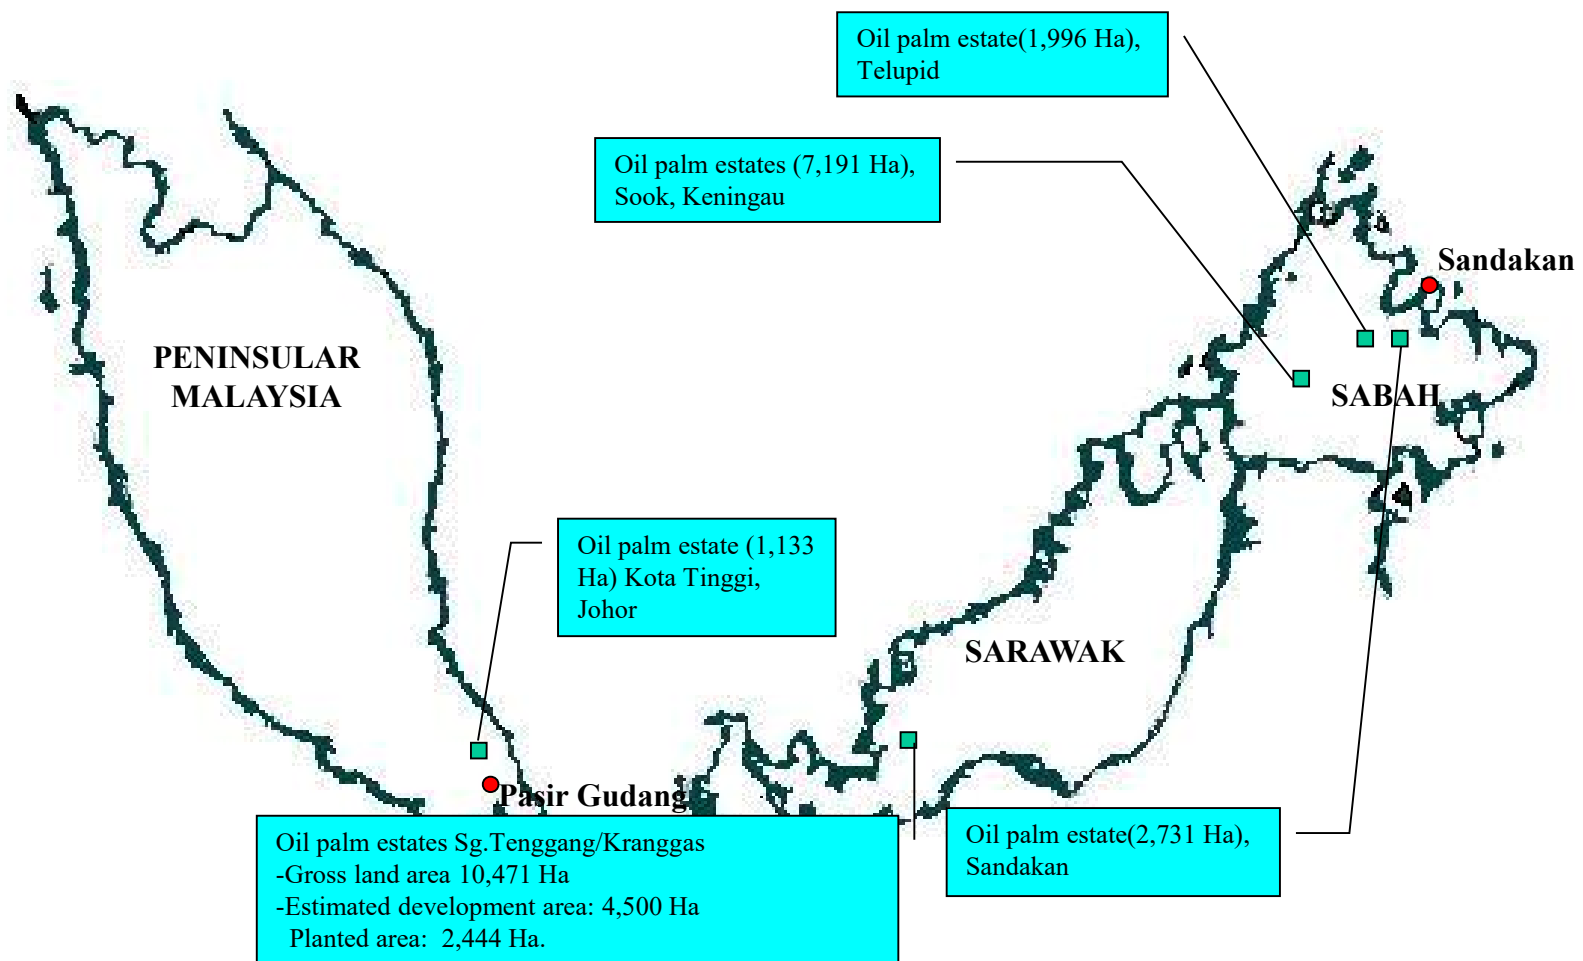 Oil palm estate(1,996 Ha),
Telupid
Oil palm estates (7,191 Ha),
Sook, Keningau
Sandakan
PENINSULAR
MALAYSIA
SABAH
Oil palm estate (1,133
Ha) Kota Tinggi,
Johor
SARAWAK
Pasir Gudang
Oil palm estates Sg.Tenggang/Kranggas
-Gross land area 10,471 Ha
-Estimated development area: 4,500 Ha
Planted area:  2,444 Ha.
Oil palm estate(2,731 Ha),
Sandakan